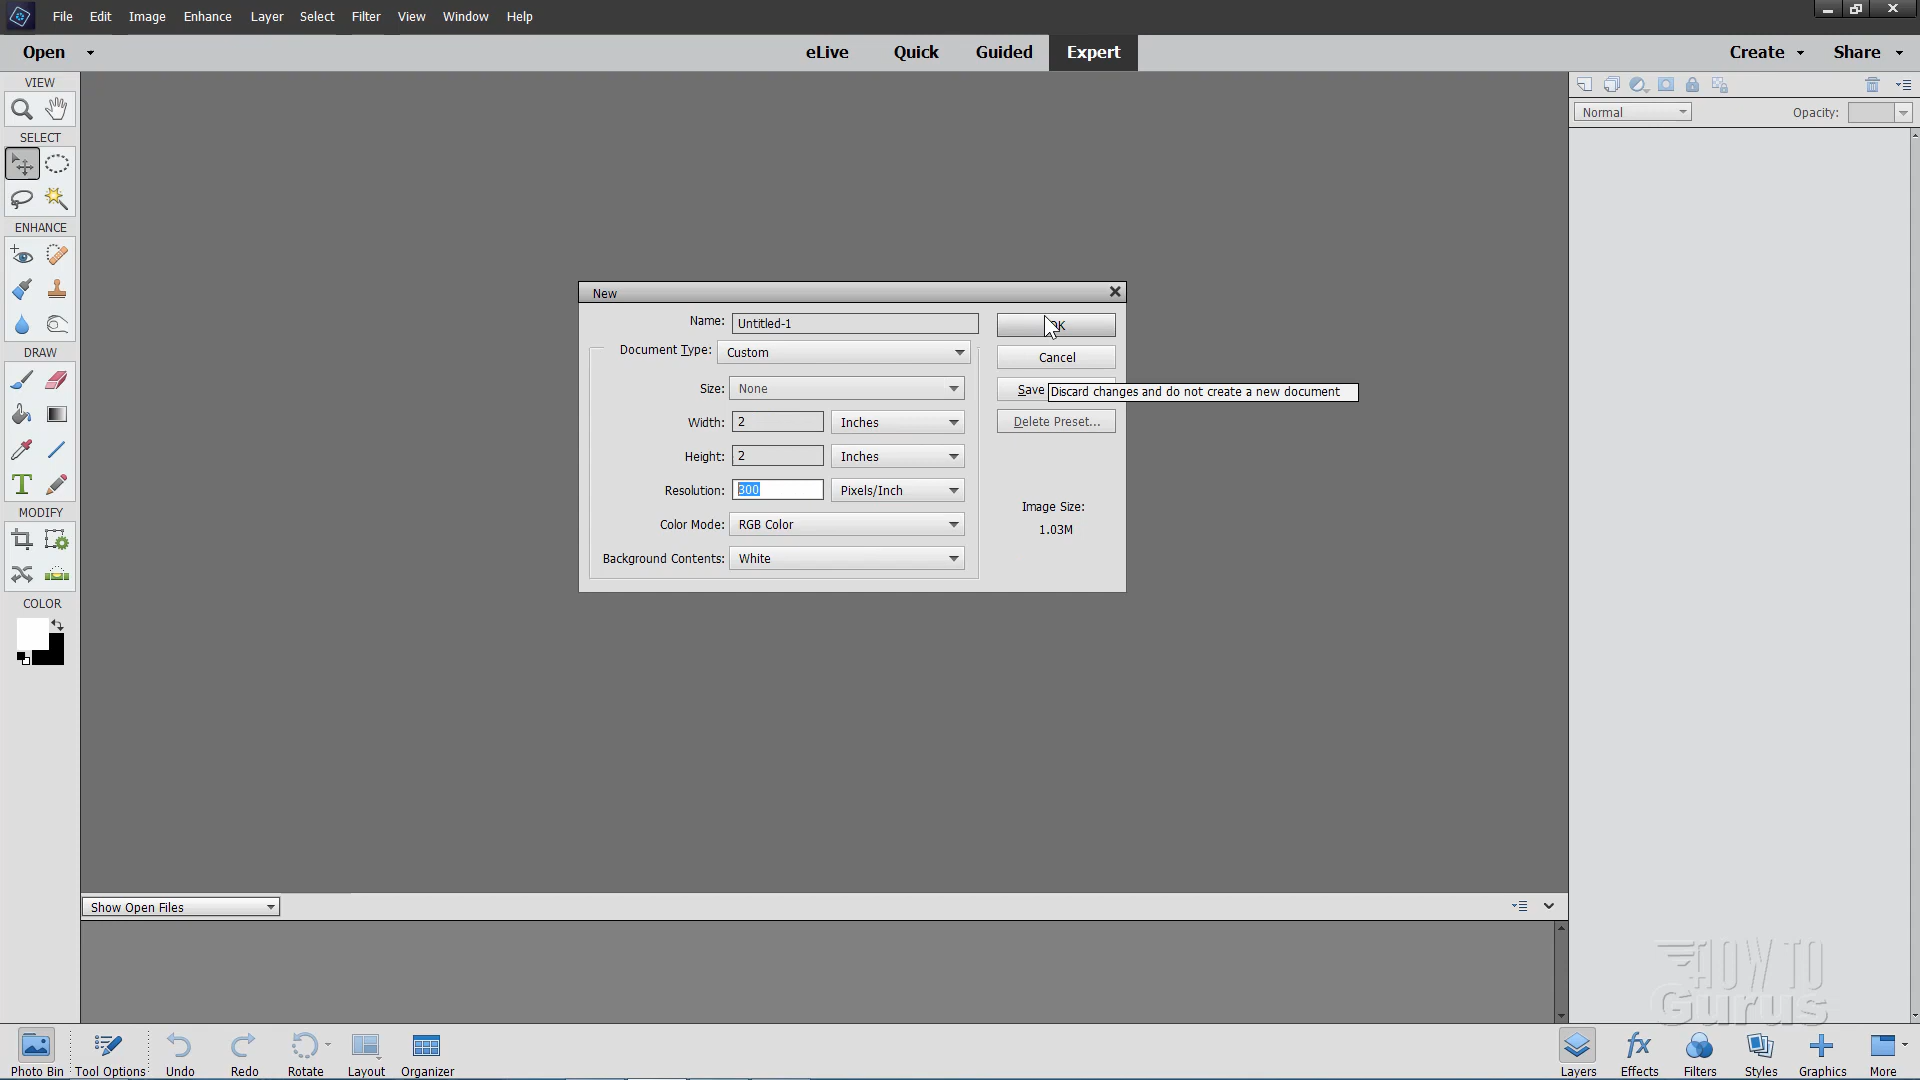 File Edit Image Enhance Layer Select Filter View Window Help
Open eLive Quick Guided Expert Create Share
VIEW
SELECT
ENHANCE
DRAW
MODIFY
COLOR
Normal Opacity:
New
Name: Untitled-1
Document Type: Custom
Size: None
Width: 2 Inches
Height: 2 Inches
Resolution: 300 Pixels/Inch
Color Mode: RGB Color
Background Contents: White
OK
Cancel
Save
Discard changes and do not create a new document
Delete Preset...
Image Size:
1.03M
Show Open Files
HOW TO
Gurus
Photo Bin Tool Options Undo Redo Rotate Layout Organizer
Layers Effects Filters Styles Graphics More